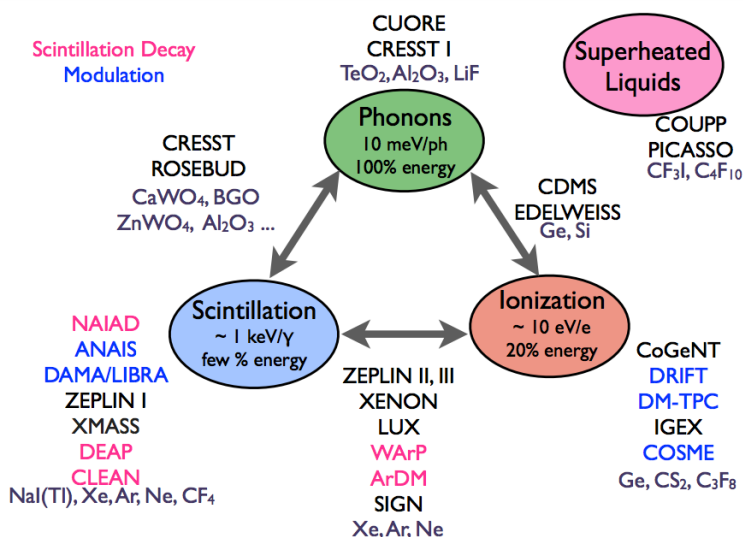 Scintillation Decay
Modulation
CUORE
CRESST I
TeO₂, Al₂O₃, LiF
Superheated
Liquids
COUPP
PICASSO
CF₃I, C₄F₁₀
Phonons
10 meV/ph
100% energy
CRESST
ROSEBUD
CaWO₄, BGO
ZnWO₄, Al₂O₃ ...
CDMS
EDELWEISS
Ge, Si
Scintillation
~ 1 keV/γ
few % energy
Ionization
~ 10 eV/e
20% energy
NAIAD
ANAIS
DAMA/LIBRA
ZEPLIN I
XMASS
DEAP
CLEAN
NaI(Tl), Xe, Ar, Ne, CF₄
ZEPLIN II, III
XENON
LUX
WArP
ArDM
SIGN
Xe, Ar, Ne
CoGeNT
DRIFT
DM-TPC
IGEX
COSME
Ge, CS₂, C₃F₈